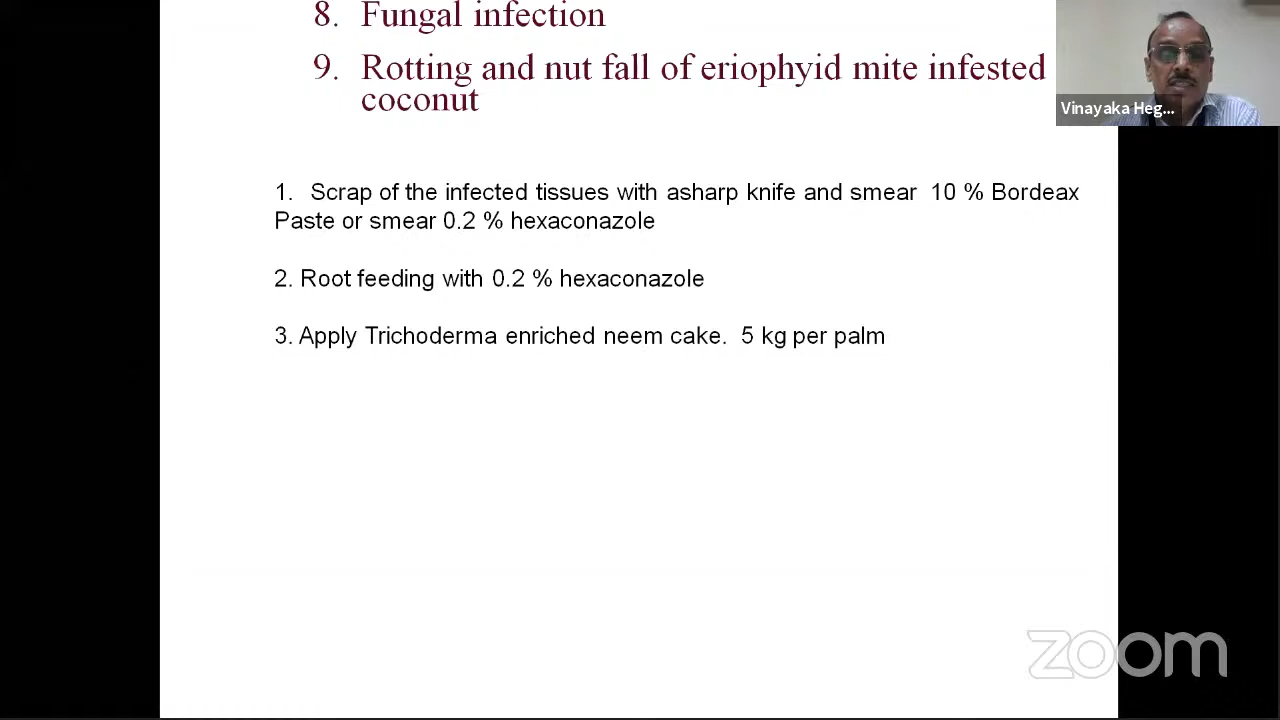 8. Fungal infection
9. Rotting and nut fall of eriophyid mite infested
coconut
Vinayaka Heg...
1. Scrap of the infected tissues with asharp knife and smear 10 % Bordeax
Paste or smear 0.2 % hexaconazole
2. Root feeding with 0.2 % hexaconazole
3. Apply Trichoderma enriched neem cake. 5 kg per palm
zoom